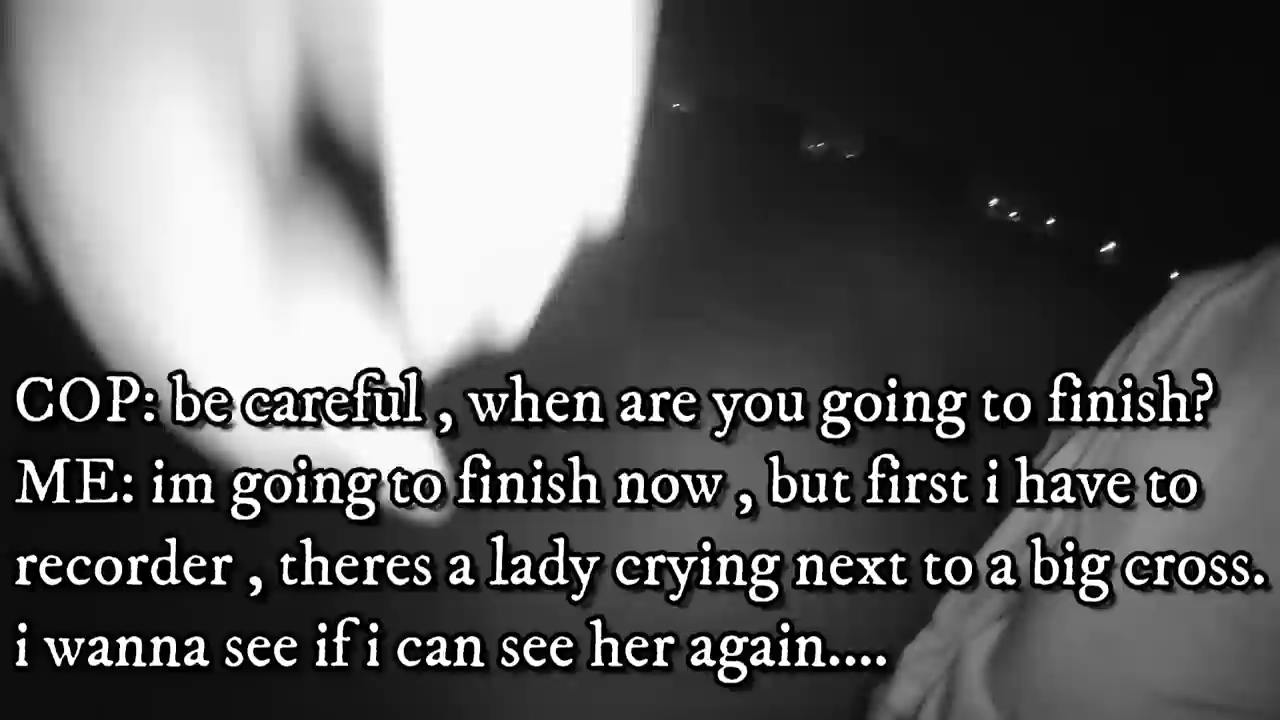 COP: be careful , when are you going to finish?
ME: im going to finish now , but first i have to
recorder , theres a lady crying next to a big cross.
i wanna see if i can see her again....